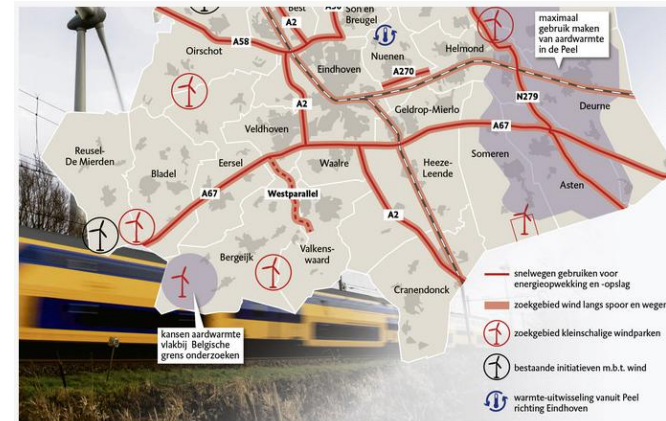 Best
Son en
Breugel
A2
A58
Oirschot
Nuenen
Helmond
maximaal
gebruik maken
van aardwarmte
in de Peel
Eindhoven
A270
N279
Deurne
A2
Geldrop-Mierlo
Veldhoven
A67
Reusel-
De Mierden
Bladel
Eersel
Waalre
Heeze-
Leende
Someren
Asten
A67
Westparallel
A2
Bergeijk
Valkens-
waard
Cranendonck
kansen aardwarmte
vlakbij Belgische
grens onderzoeken
snelwegen gebruiken voor
energieopwekking en -opslag
zoekgebied wind langs spoor en wegen
zoekgebied kleinschalige windparken
bestaande initiatieven m.b.t. wind
warmte-uitwisseling vanuit Peel
richting Eindhoven